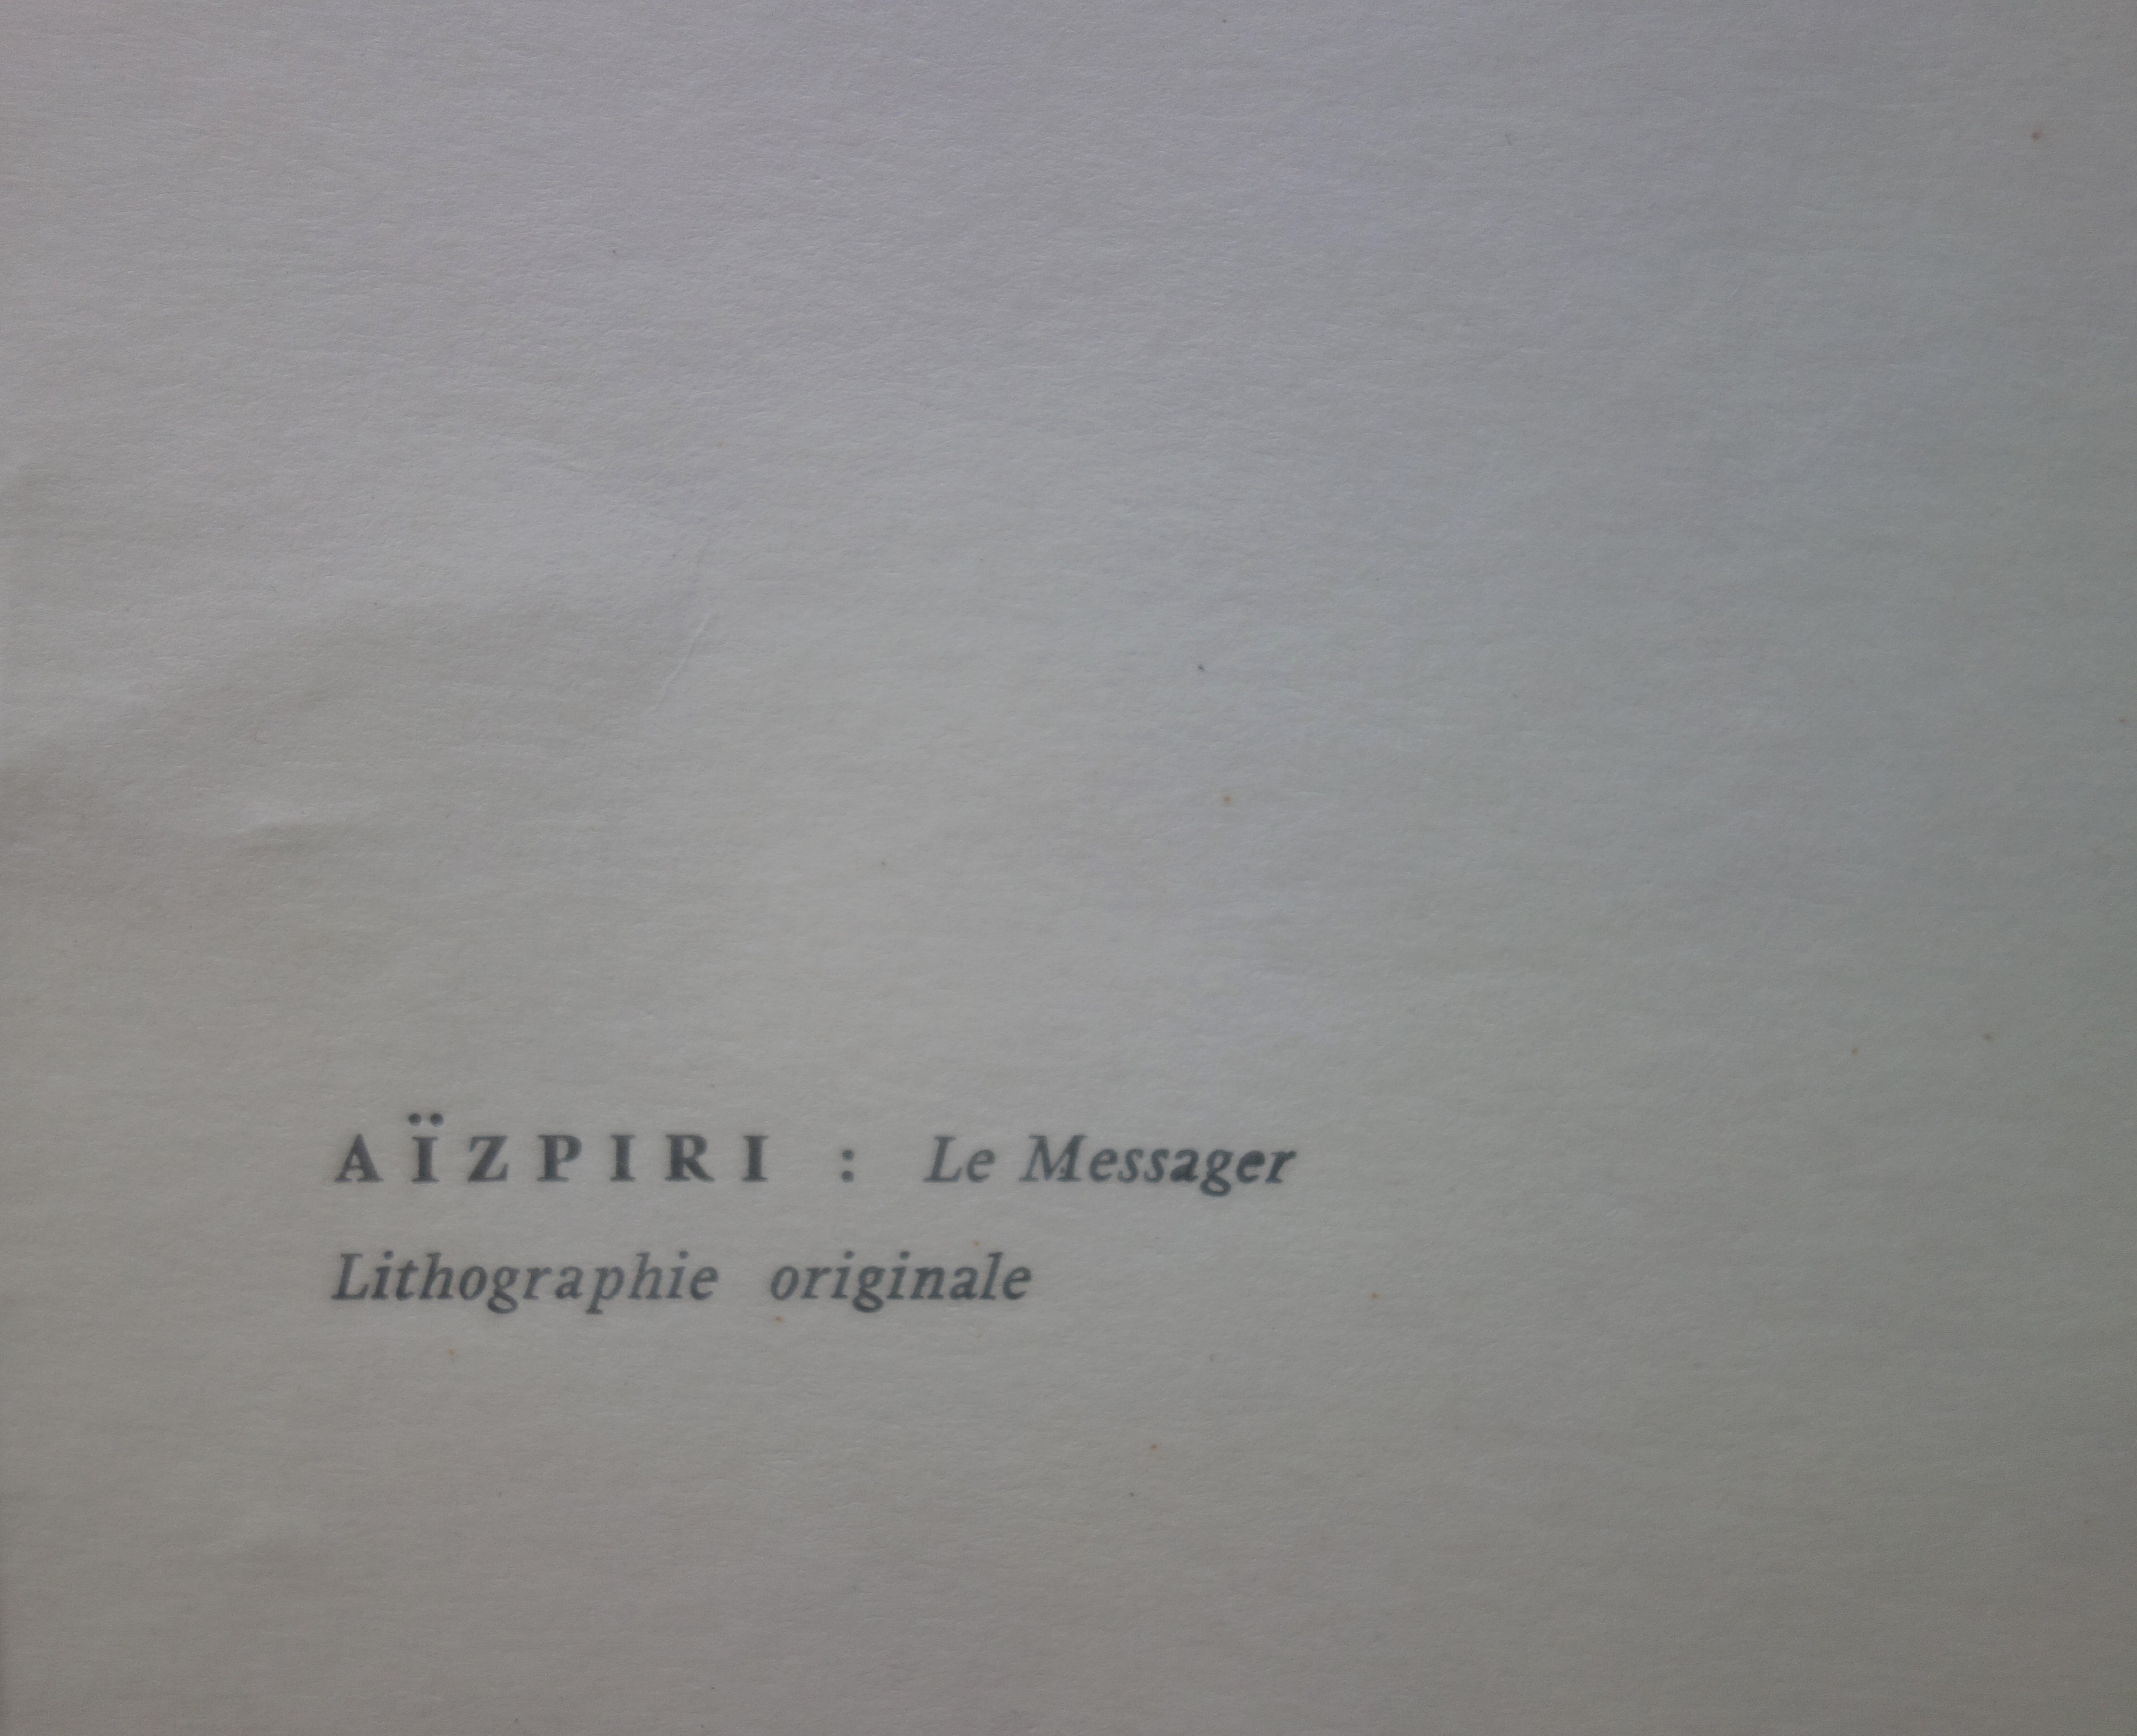 AÏZPIRI : Le Messager
Lithographie originale